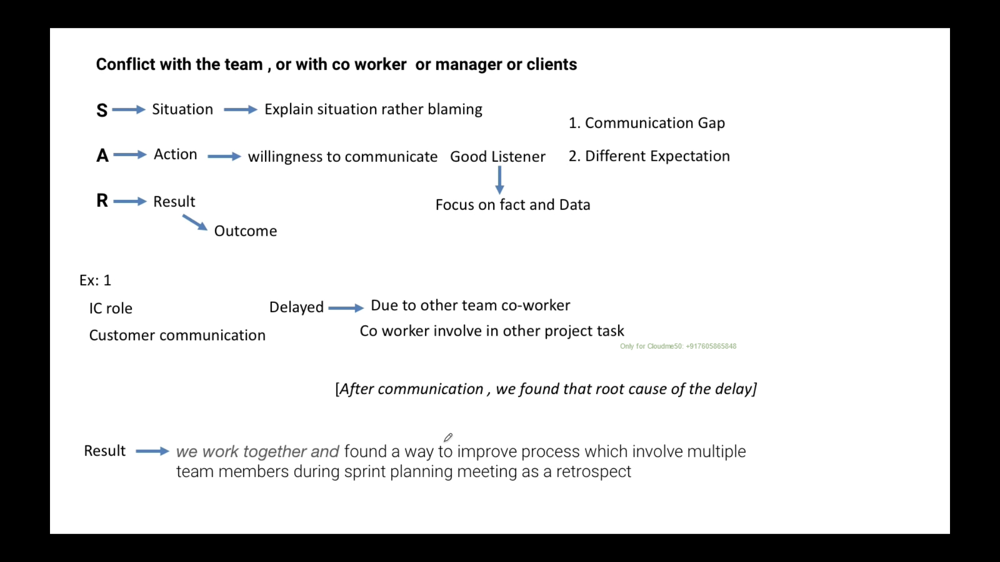 Conflict with the team , or with co worker or manager or clients
S Situation Explain situation rather blaming
1. Communication Gap
A Action willingness to communicate Good Listener 2. Different Expectation
R Result Focus on fact and Data
Outcome
Ex: 1
IC role Delayed Due to other team co-worker
Customer communication Co worker involve in other project task
Only for Cloudme50: +917605865848
[After communication , we found that root cause of the delay]
Result we work together and found a way to improve process which involve multiple
team members during sprint planning meeting as a retrospect